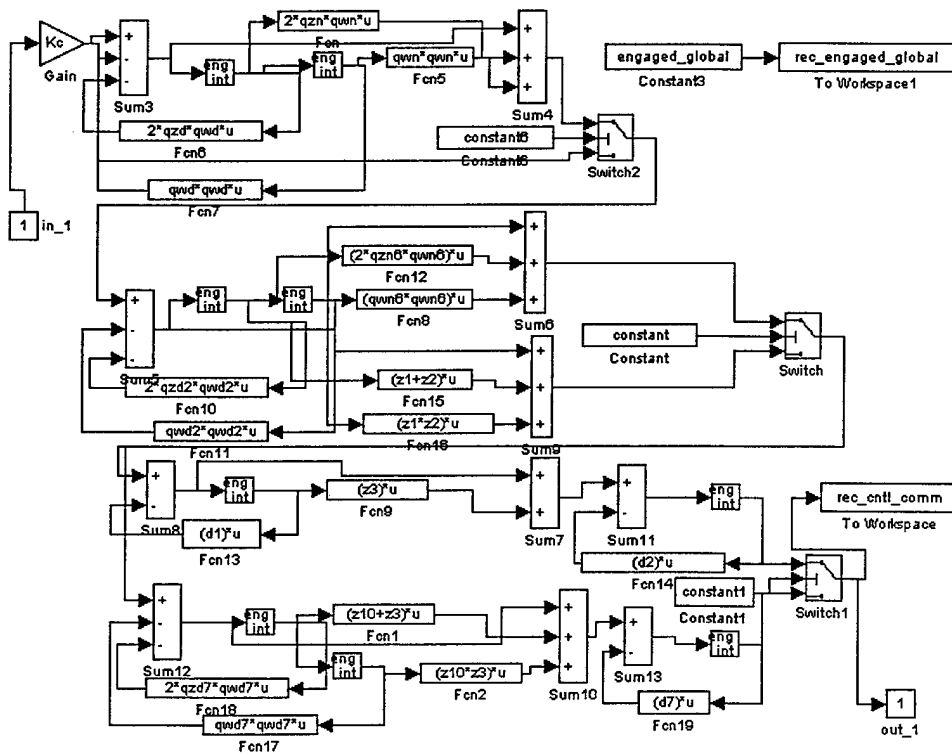 2*qzn*qwn*u
Fcn
Kc
Gain
+
-
-
Sum3
eng int
eng int
qwn*qwn*u
Fcn5
+
+
+
Sum4
engaged_global
Constant3
rec_engaged_global
To Workspace1
2*qzd*qwd*u
Fcn6
constant6
Constant6
Switch2
qwd*qwd*u
Fcn7
1
in_1
+
-
-
Sum5
eng int
eng int
(2*qzn6*qwn6)*u
Fcn12
(qwn6*qwn6)*u
Fcn8
+
+
+
Sum6
constant
Constant
Switch
2*qzd2*qwd2*u
Fcn10
(z1+z2)*u
Fcn15
+
+
+
Sum9
qwd2*qwd2*u
Fcn11
(z1*z2)*u
Fcn16
+
-
Sum8
eng int
(z3)*u
Fcn9
+
+
Sum7
+
-
Sum11
eng int
rec_cntl_comm
To Workspace
(d1)*u
Fcn13
(d2)*u
Fcn14
constant1
Constant1
Switch1
+
-
-
Sum12
eng int
(z10+z3)*u
Fcn1
eng int
(z10*z3)*u
Fcn2
+
+
+
Sum10
+
-
Sum13
eng int
2*qzd7*qwd7*u
Fcn18
qwd7*qwd7*u
Fcn17
(d7)*u
Fcn19
1
out_1